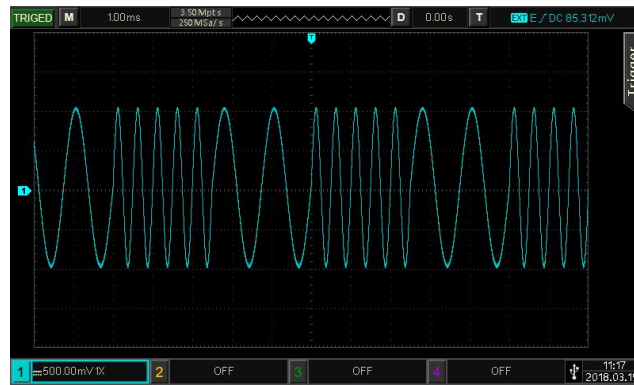 TRIGED M 1.00ms 3.50Mpts D 0.00s T EXT E DC 85.312mV
250MSa/s
T
Trigger
1
1 500.00mV 1X 2 OFF 3 OFF 4 OFF 11:17
2018.03.1